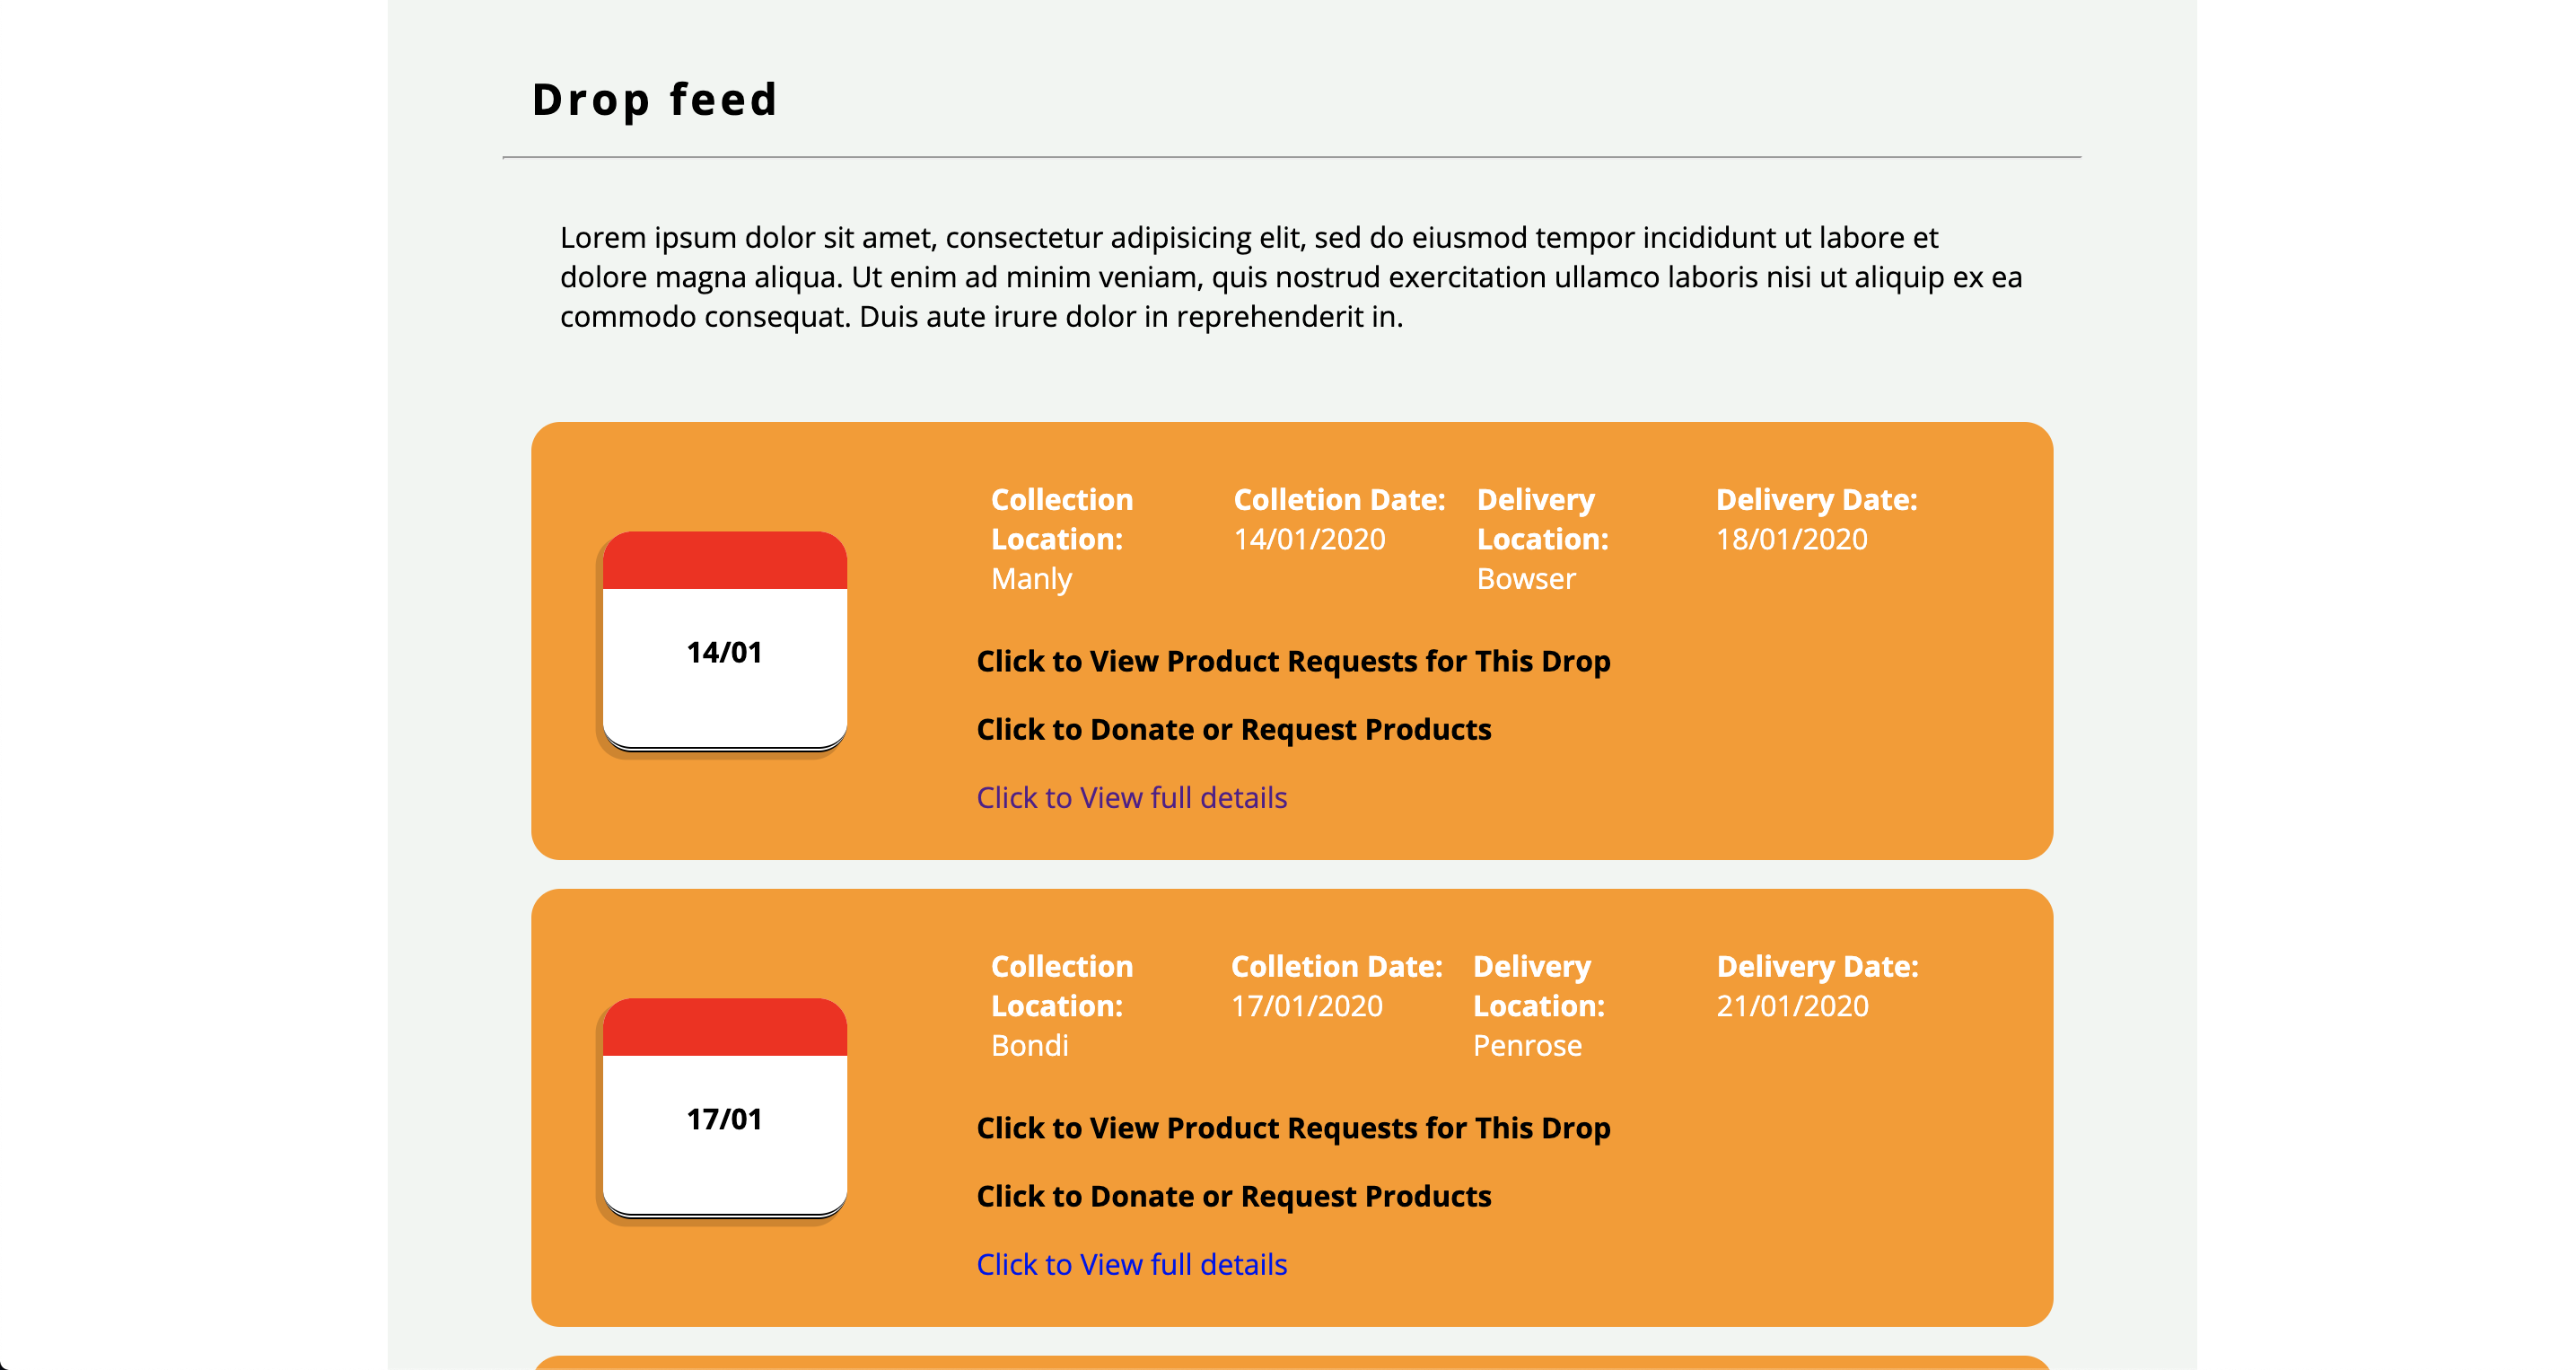 Drop feed
Lorem ipsum dolor sit amet, consectetur adipisicing elit, sed do eiusmod tempor incididunt ut labore et
dolore magna aliqua. Ut enim ad minim veniam, quis nostrud exercitation ullamco laboris nisi ut aliquip ex ea
commodo consequat. Duis aute irure dolor in reprehenderit in.
14/01
Collection
Location:
Manly
Colletion Date:
14/01/2020
Delivery
Location:
Bowser
Delivery Date:
18/01/2020
Click to View Product Requests for This Drop
Click to Donate or Request Products
Click to View full details
17/01
Collection
Location:
Bondi
Colletion Date:
17/01/2020
Delivery
Location:
Penrose
Delivery Date:
21/01/2020
Click to View Product Requests for This Drop
Click to Donate or Request Products
Click to View full details